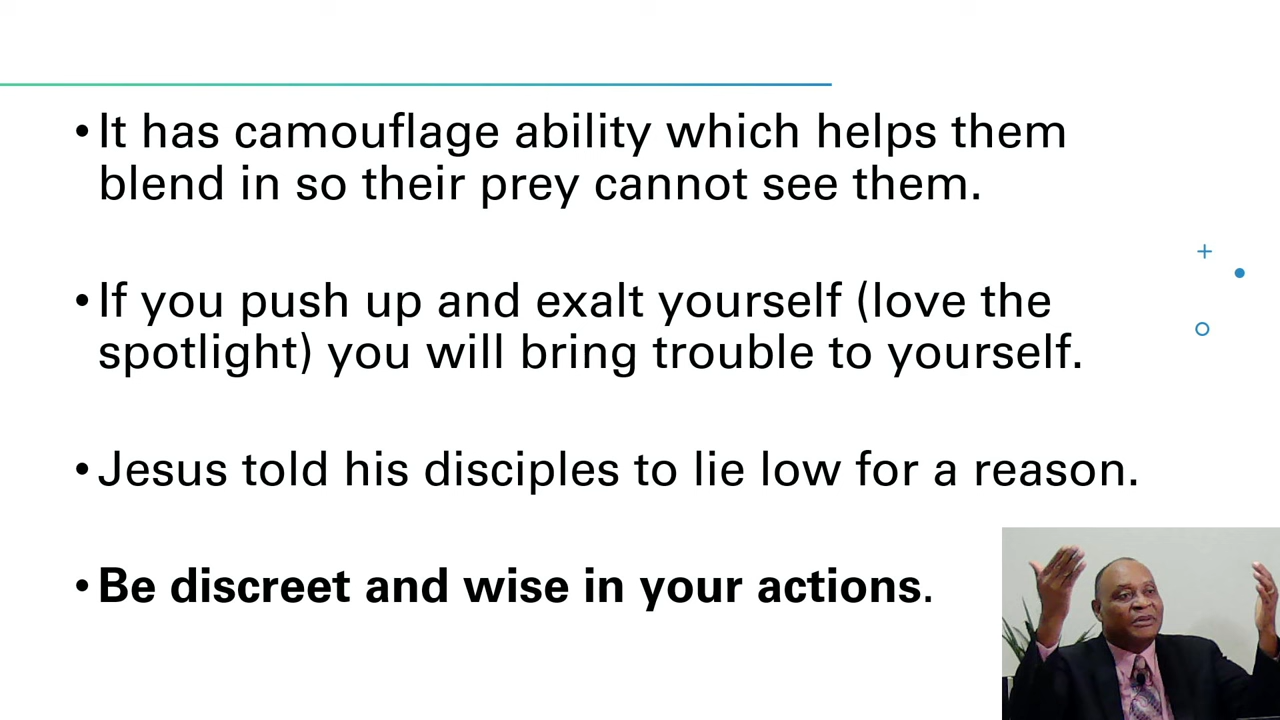 • It has camouflage ability which helps them
blend in so their prey cannot see them.
• If you push up and exalt yourself (love the
spotlight) you will bring trouble to yourself.
• Jesus told his disciples to lie low for a reason.
• Be discreet and wise in your actions.